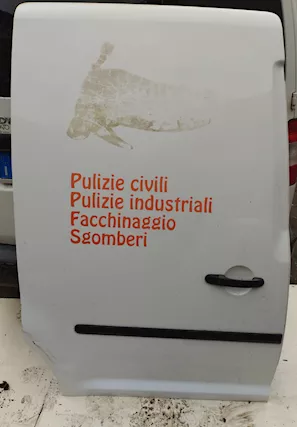 Pulizie civili
Pulizie industriali
Facchinaggio
Sgomberi